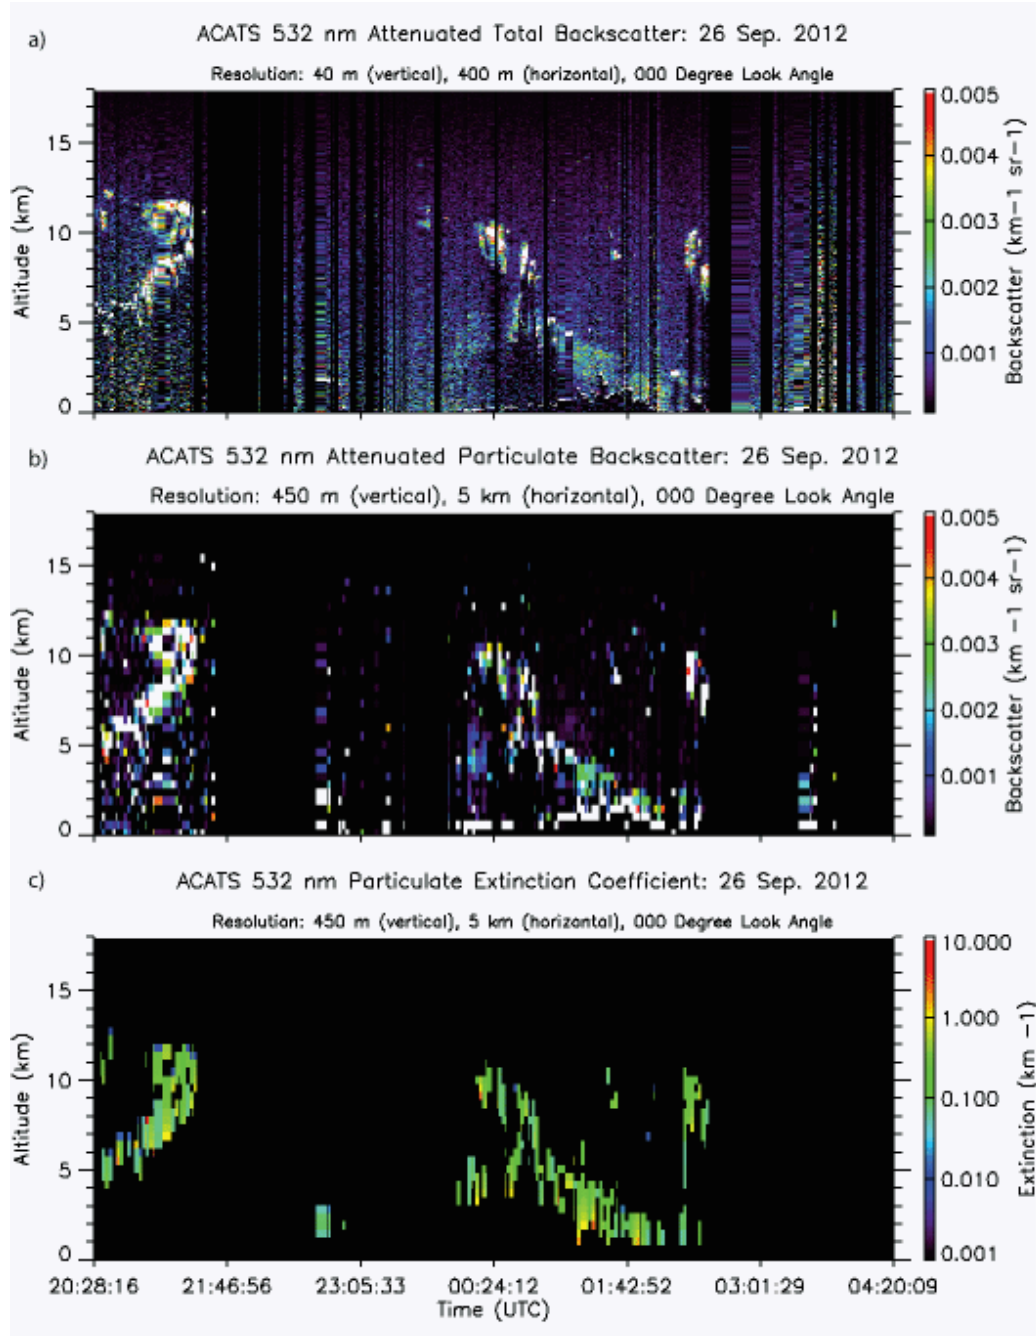 a)
ACATS 532 nm Attenuated Total Backscatter: 26 Sep. 2012
Resolution: 40 m (vertical), 400 m (horizontal), 000 Degree Look Angle
Altitude (km)
15
10
5
0
0.005
0.004
0.003
0.002
0.001
Backscatter (km-1 sr-1)
b)
ACATS 532 nm Attenuated Particulate Backscatter: 26 Sep. 2012
Resolution: 450 m (vertical), 5 km (horizontal), 000 Degree Look Angle
Altitude (km)
15
10
5
0
0.005
0.004
0.003
0.002
0.001
Backscatter (km -1 sr-1)
c)
ACATS 532 nm Particulate Extinction Coefficient: 26 Sep. 2012
Resolution: 450 m (vertical), 5 km (horizontal), 000 Degree Look Angle
Altitude (km)
15
10
5
0
10.000
1.000
0.100
0.010
0.001
Extinction (km -1)
20:28:16 21:46:56 23:05:33 00:24:12 01:42:52 03:01:29 04:20:09
Time (UTC)